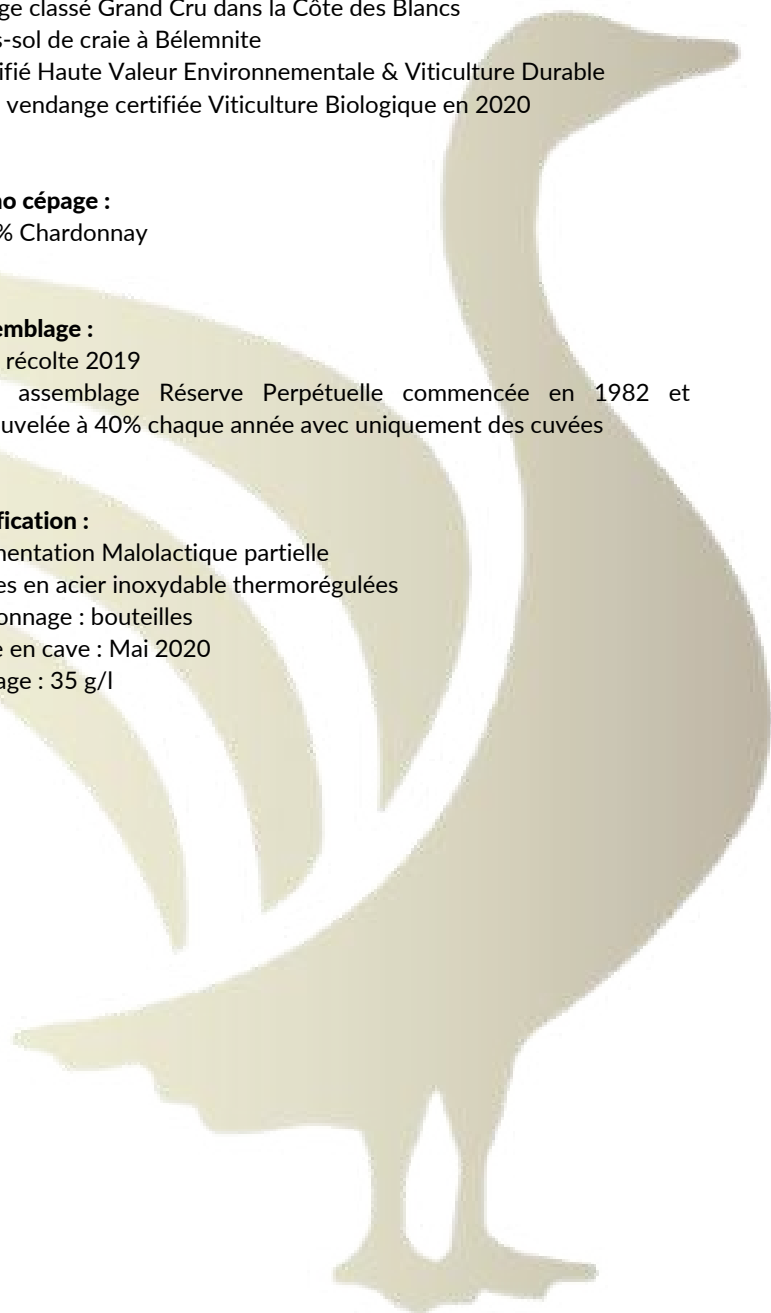 ge classé Grand Cru dans la Côte des Blancs
s-sol de craie à Bélemnite
ifié Haute Valeur Environnementale & Viticulture Durable
vendange certifiée Viticulture Biologique en 2020
no cépage :
% Chardonnay
emblage :
récolte 2019
assemblage Réserve Perpétuelle commencée en 1982 et
uvelée à 40% chaque année avec uniquement des cuvées
fication :
mentation Malolactique partielle
es en acier inoxydable thermorégulées
onnage : bouteilles
e en cave : Mai 2020
age : 35 g/l